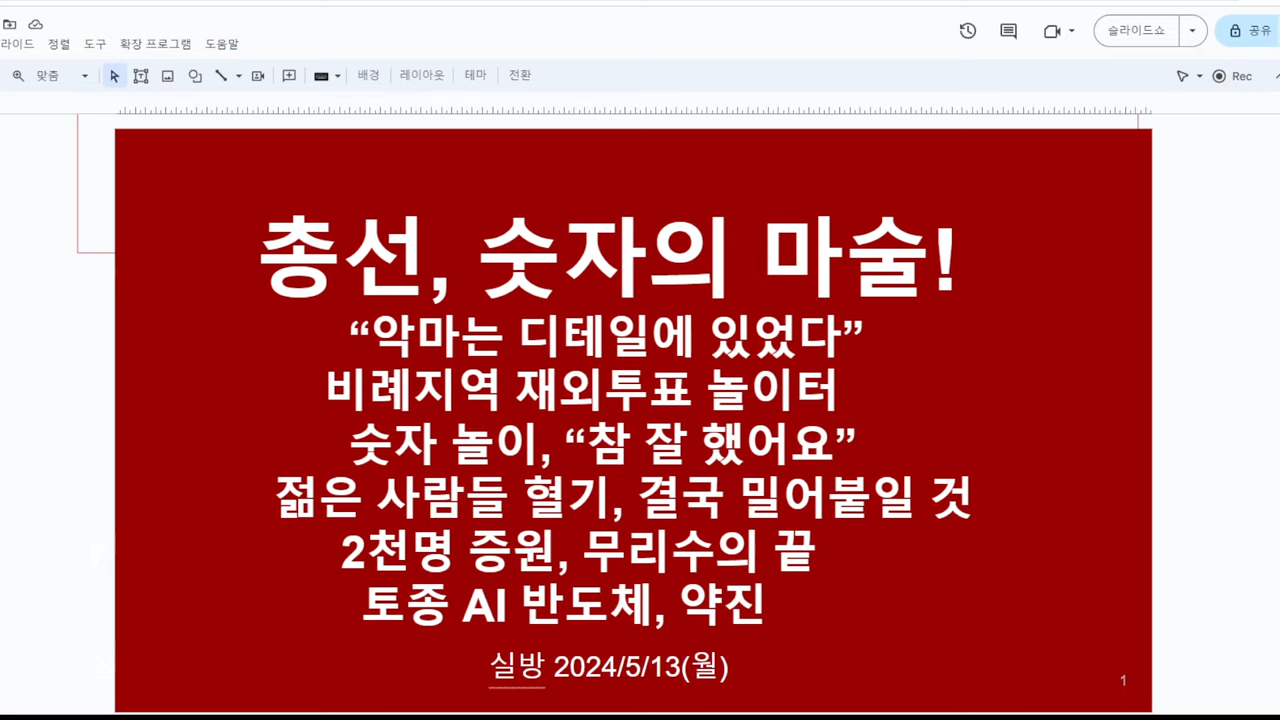 라이드 정렬 도구 확장 프로그램 도움말
슬라이드쇼 공유
맞춤 배경 레이아웃 테마 전환 Rec
총선, 숫자의 마술!
“악마는 디테일에 있었다”
비례지역 재외투표 놀이터
숫자 놀이, “참 잘 했어요”
젊은 사람들 혈기, 결국 밀어붙일 것
2천명 증원, 무리수의 끝
토종 AI 반도체, 약진
실방 2024/5/13(월)
1